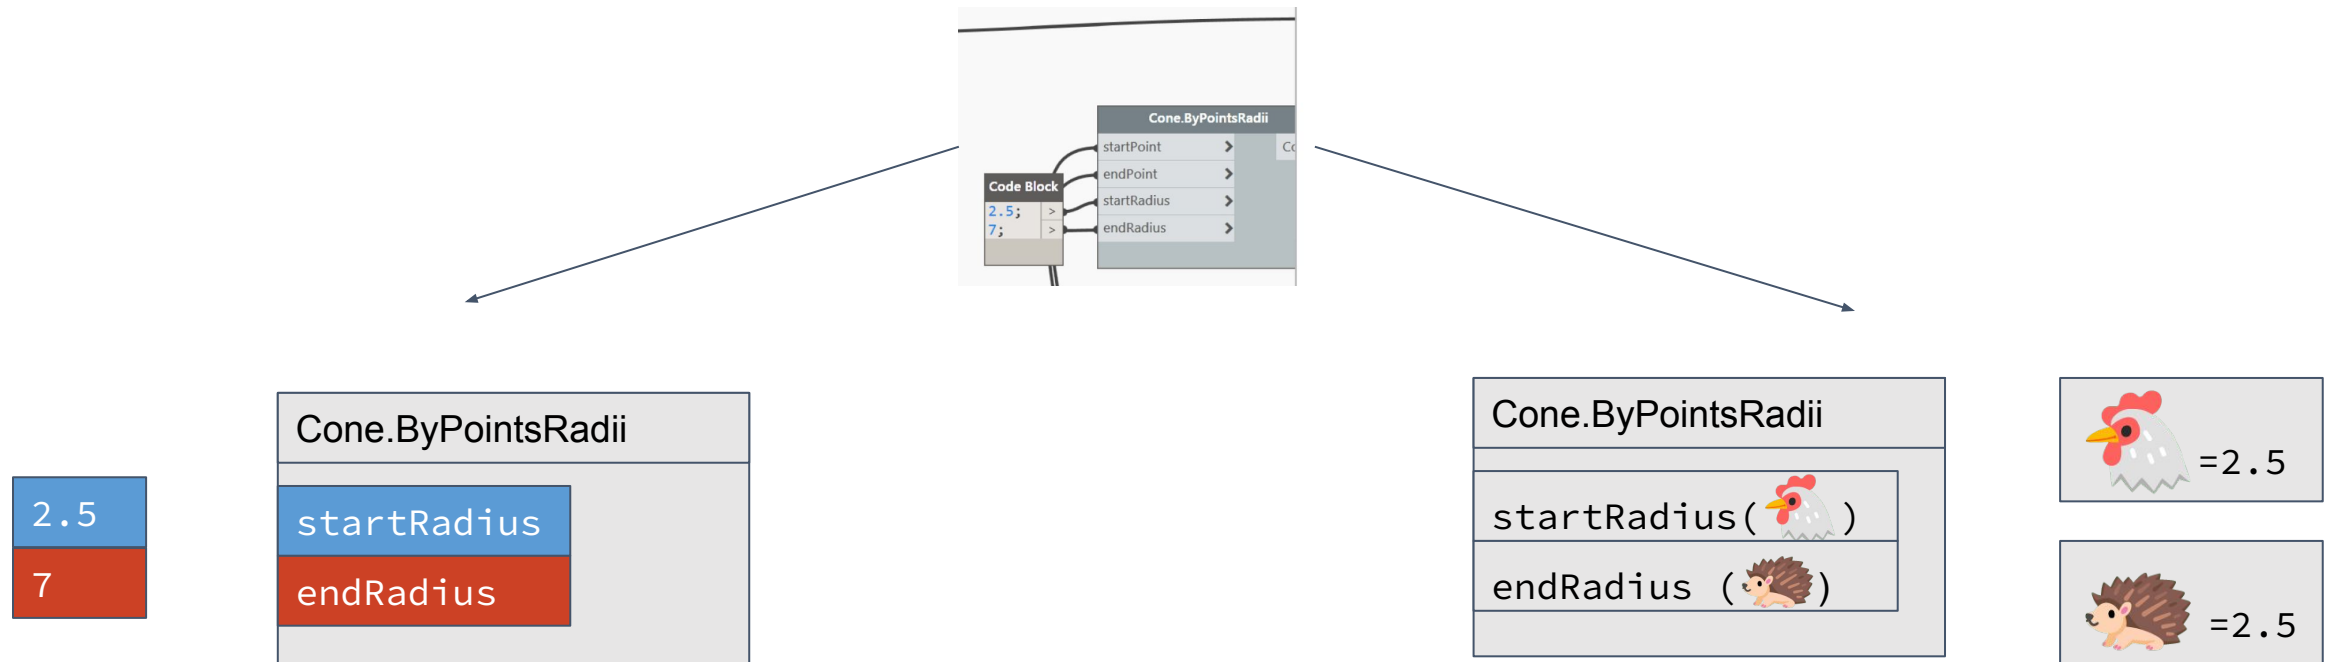 Cone.ByPointsRadii
startPoint
endPoint
startRadius
endRadius
Code Block
2.5; >
7; >
Cone.ByPointsRadii
2.5
7
startRadius
endRadius
Cone.ByPointsRadii
startRadius(🐔)
endRadius (🦔)
🐔=2.5
🦔=2.5